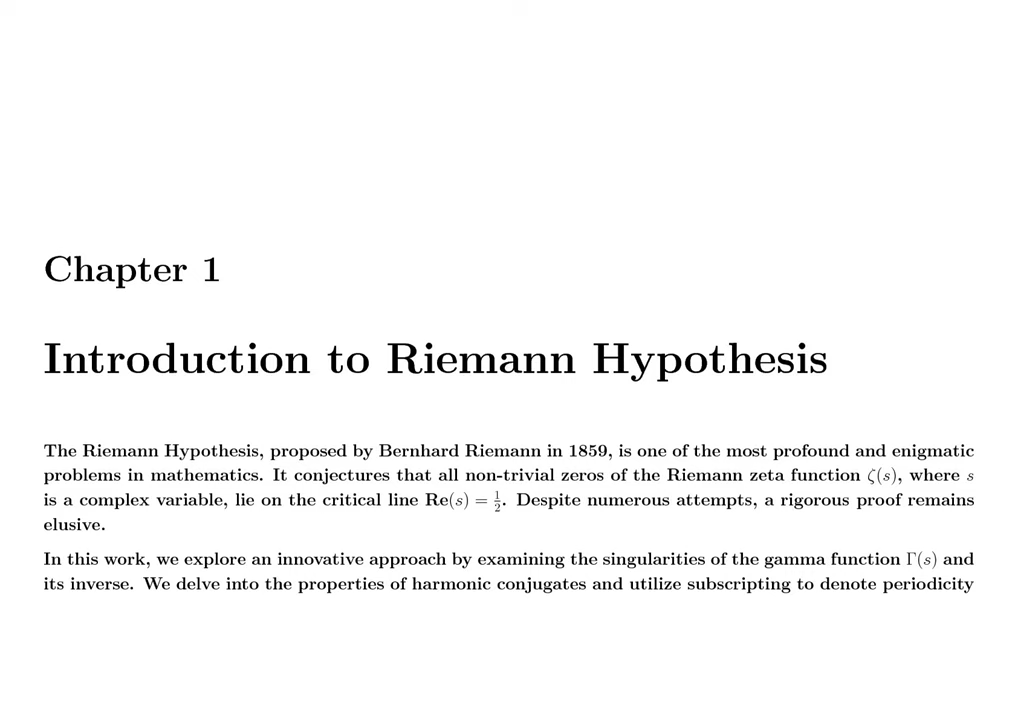 Chapter 1
Introduction to Riemann Hypothesis
The Riemann Hypothesis, proposed by Bernhard Riemann in 1859, is one of the most profound and enigmatic
problems in mathematics. It conjectures that all non-trivial zeros of the Riemann zeta function ζ(s), where s
is a complex variable, lie on the critical line Re(s) = 1/2. Despite numerous attempts, a rigorous proof remains
elusive.
In this work, we explore an innovative approach by examining the singularities of the gamma function Γ(s) and
its inverse. We delve into the properties of harmonic conjugates and utilize subscripting to denote periodicity